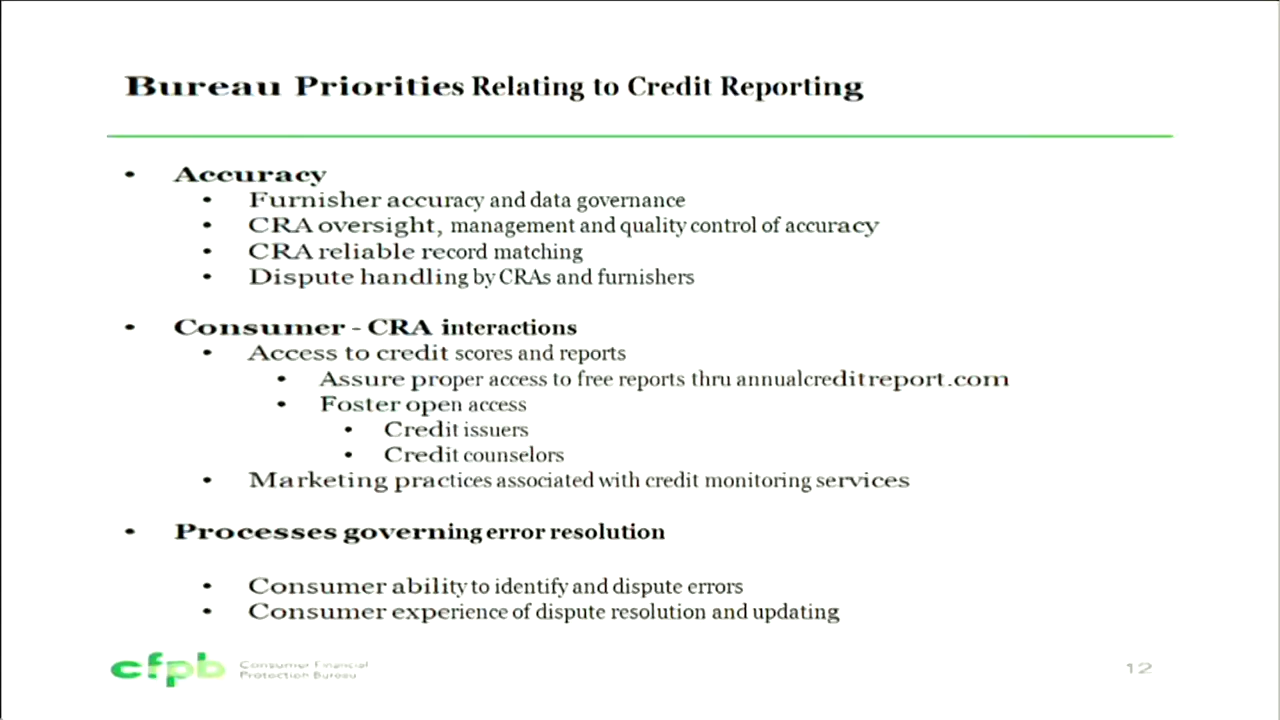 Bureau Priorities Relating to Credit Reporting
• Accuracy
• Furnisher accuracy and data governance
• CRA oversight, management and quality control of accuracy
• CRA reliable record matching
• Dispute handling by CRAs and furnishers
• Consumer - CRA interactions
• Access to credit scores and reports
• Assure proper access to free reports thru annualcreditreport.com
• Foster open access
• Credit issuers
• Credit counselors
• Marketing practices associated with credit monitoring services
• Processes governing error resolution
• Consumer ability to identify and dispute errors
• Consumer experience of dispute resolution and updating
cfpb Consumer Financial
Protection Bureau
12